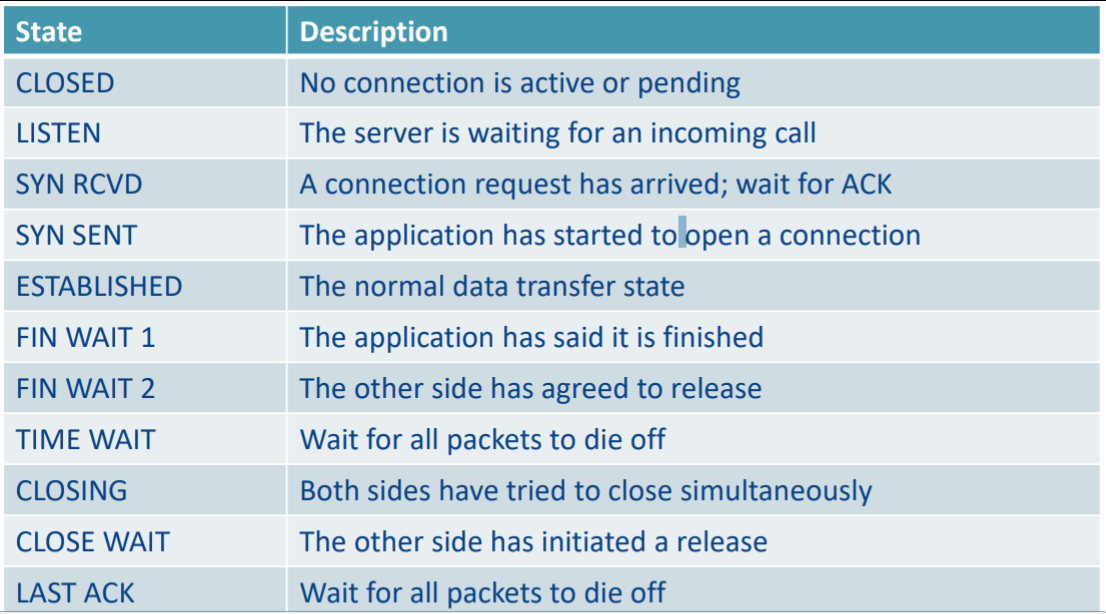 State Description
CLOSED No connection is active or pending
LISTEN The server is waiting for an incoming call
SYN RCVD A connection request has arrived; wait for ACK
SYN SENT The application has started to open a connection
ESTABLISHED The normal data transfer state
FIN WAIT 1 The application has said it is finished
FIN WAIT 2 The other side has agreed to release
TIME WAIT Wait for all packets to die off
CLOSING Both sides have tried to close simultaneously
CLOSE WAIT The other side has initiated a release
LAST ACK Wait for all packets to die off